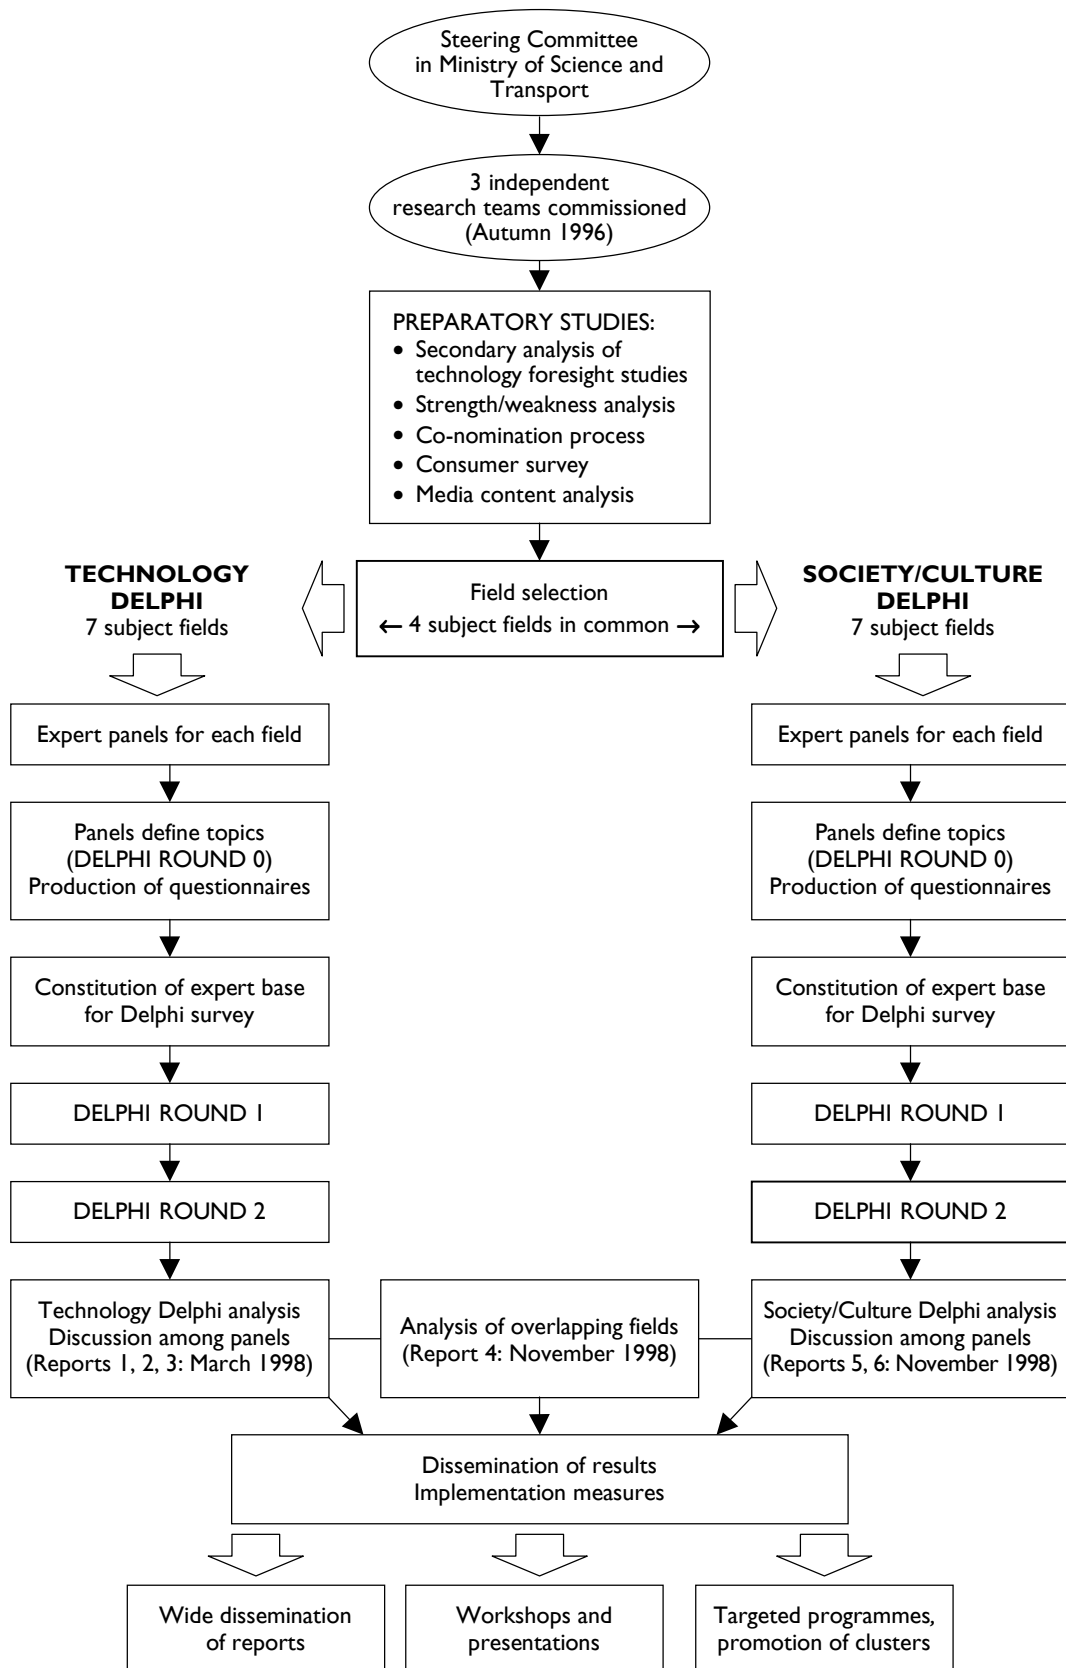 Steering Committee
in Ministry of Science and
Transport
3 independent
research teams commissioned
(Autumn 1996)
PREPARATORY STUDIES:
• Secondary analysis of
technology foresight studies
• Strength/weakness analysis
• Co-nomination process
• Consumer survey
• Media content analysis
TECHNOLOGY
DELPHI
7 subject fields
Field selection
← 4 subject fields in common →
SOCIETY/CULTURE
DELPHI
7 subject fields
Expert panels for each field
Panels define topics
(DELPHI ROUND 0)
Production of questionnaires
Constitution of expert base
for Delphi survey
DELPHI ROUND 1
DELPHI ROUND 2
Technology Delphi analysis
Discussion among panels
(Reports 1, 2, 3: March 1998)
Expert panels for each field
Panels define topics
(DELPHI ROUND 0)
Production of questionnaires
Constitution of expert base
for Delphi survey
DELPHI ROUND 1
DELPHI ROUND 2
Society/Culture Delphi analysis
Discussion among panels
(Reports 5, 6: November 1998)
Analysis of overlapping fields
(Report 4: November 1998)
Dissemination of results
Implementation measures
Wide dissemination
of reports
Workshops and
presentations
Targeted programmes,
promotion of clusters